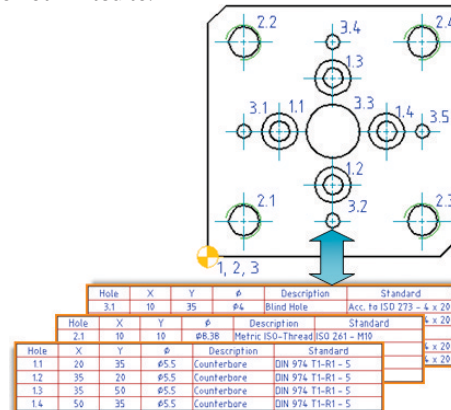 2.2
2.4
3.4
1.3
3.1
1.1
3.3
1.4
3.5
1.2
2.1
3.2
2.3
1, 2, 3
Hole X Y ø Description Standard
3.1 10 35 ø4 Blind Hole Acc. to ISO 273 - 4 x 20
x 20
Hole X Y ø Description Standard
2.1 10 10 ø8.38 Metric ISO-Thread ISO 261 - M10
4 x 20
Hole X Y ø Description Standard
1.1 20 35 ø5.5 Counterbore DIN 974 T1-R1 - 5
1.2 35 20 ø5.5 Counterbore DIN 974 T1-R1 - 5
1.3 35 50 ø5.5 Counterbore DIN 974 T1-R1 - 5
1.4 50 35 ø5.5 Counterbore DIN 974 T1-R1 - 5